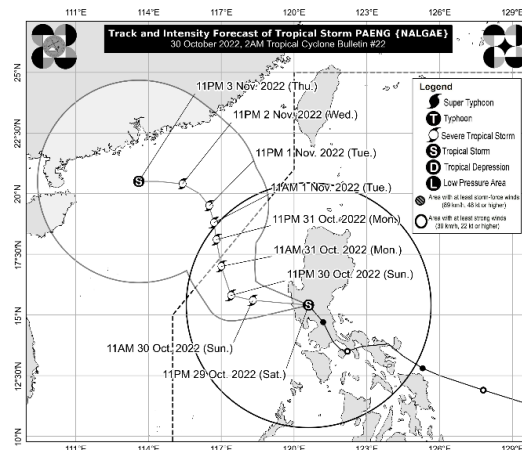 Track and Intensity Forecast of Tropical Storm PAENG {NALGAE}
30 October 2022, 2AM Tropical Cyclone Bulletin #22
25°N
22°30'N
20°N
17°30'N
15°N
12°30'N
10°N
11PM 3 Nov. 2022 (Thu.)
11PM 2 Nov. 2022 (Wed.)
11PM 1 Nov. 2022 (Tue.)
11AM 1 Nov. 2022 (Tue.)
11PM 31 Oct. 2022 (Mon.)
11AM 31 Oct. 2022 (Mon.)
11PM 30 Oct. 2022 (Sun.)
11AM 30 Oct. 2022 (Sun.)
11PM 29 Oct. 2022 (Sat.)
S
S
Legend
Super Typhoon
T Typhoon
Severe Tropical Storm
S Tropical Storm
D Tropical Depression
L Low Pressure Area
Area with at least storm-force winds
(89 km/h, 48 kt or higher)
Area with at least strong winds
(39 km/h, 22 kt or higher)
111°E 114°E 117°E 120°E 123°E 126°E 129°E